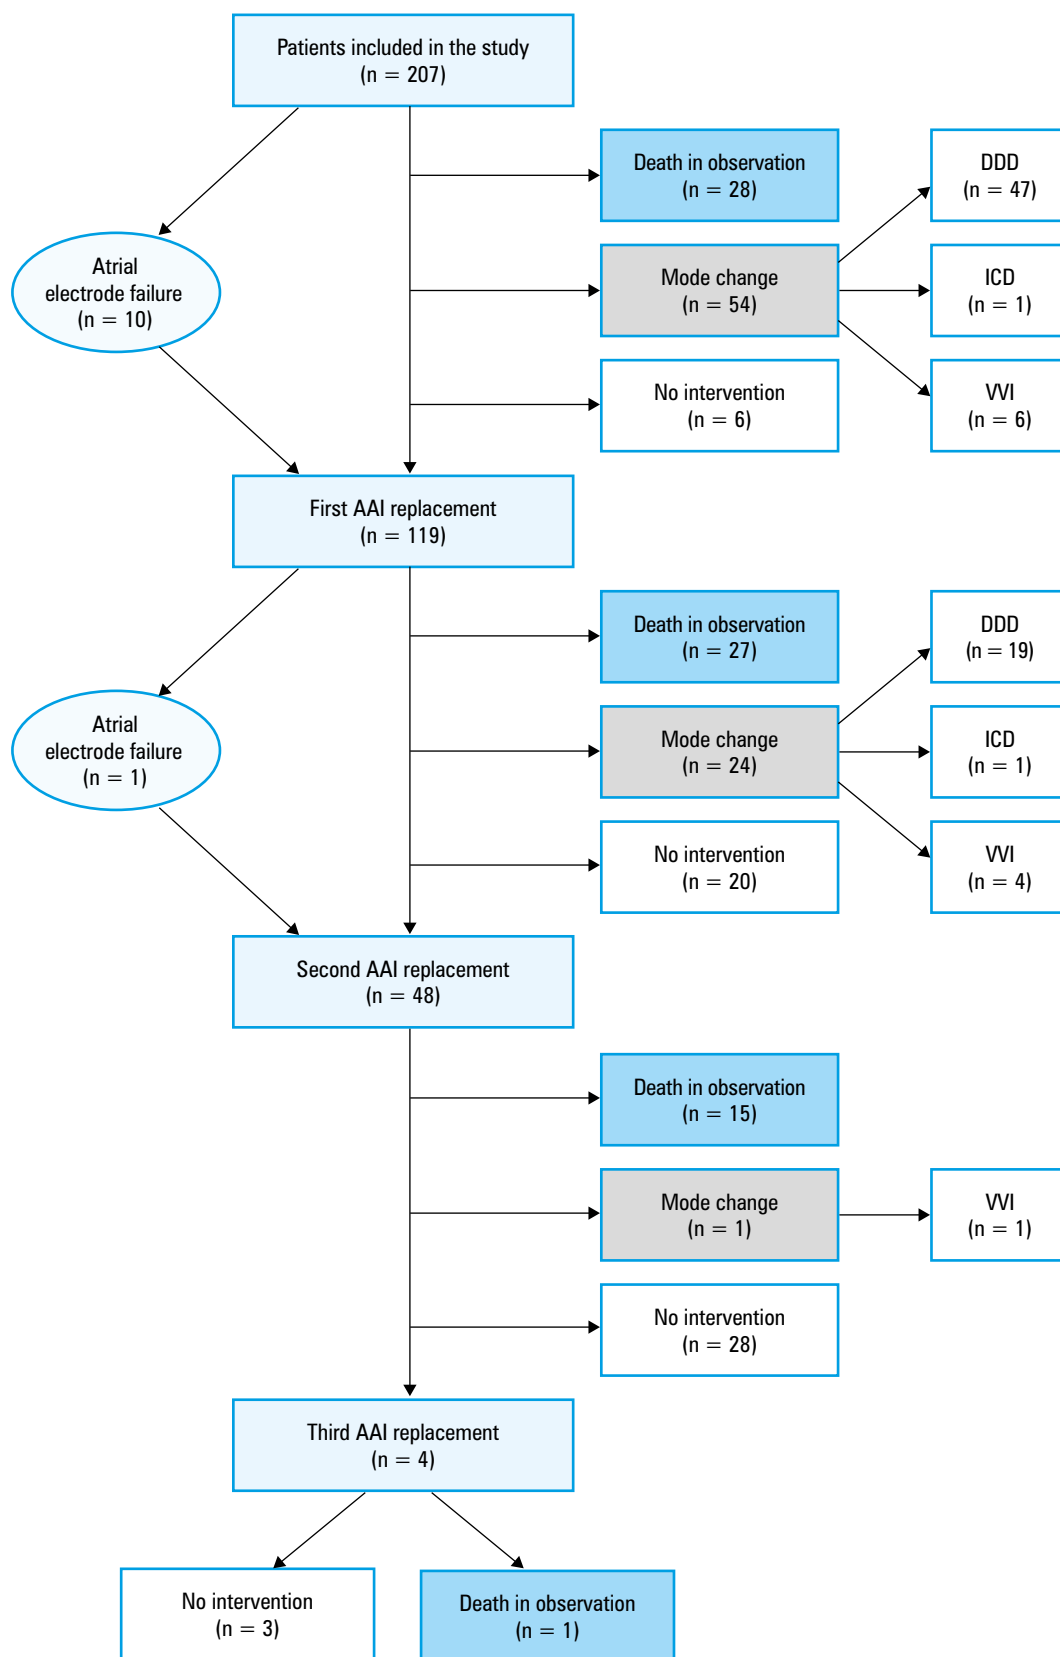 Patients included in the study
(n = 207)
Death in observation
(n = 28)
DDD
(n = 47)
Atrial
electrode failure
(n = 10)
Mode change
(n = 54)
ICD
(n = 1)
No intervention
(n = 6)
VVI
(n = 6)
First AAI replacement
(n = 119)
Death in observation
(n = 27)
DDD
(n = 19)
Atrial
electrode failure
(n = 1)
Mode change
(n = 24)
ICD
(n = 1)
No intervention
(n = 20)
VVI
(n = 4)
Second AAI replacement
(n = 48)
Death in observation
(n = 15)
Mode change
(n = 1)
VVI
(n = 1)
No intervention
(n = 28)
Third AAI replacement
(n = 4)
No intervention
(n = 3)
Death in observation
(n = 1)